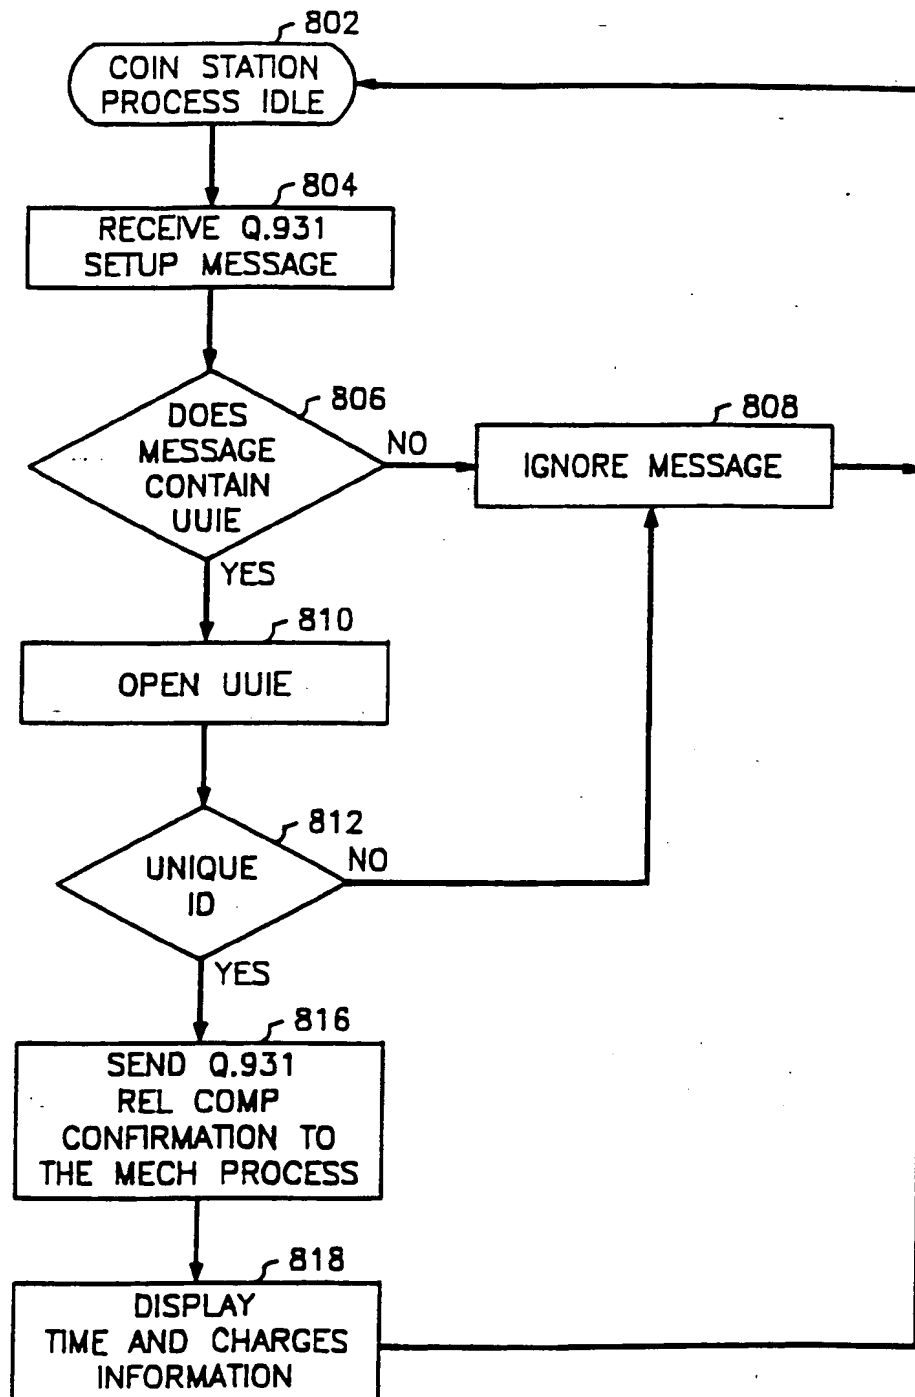 802
COIN STATION
PROCESS IDLE
804
RECEIVE Q.931
SETUP MESSAGE
806
DOES
MESSAGE
CONTAIN
UUIE
NO
808
IGNORE MESSAGE
YES
810
OPEN UUIE
812
UNIQUE
ID
NO
YES
816
SEND Q.931
REL COMP
CONFIRMATION TO
THE MECH PROCESS
818
DISPLAY
TIME AND CHARGES
INFORMATION